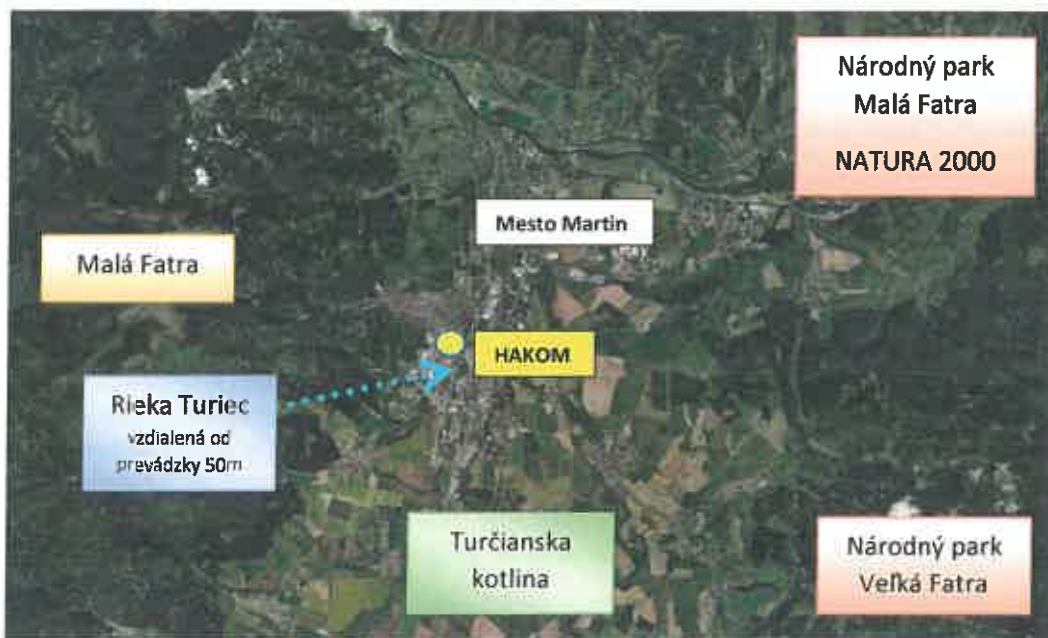 Národný park
Malá Fatra
NATURA 2000
Mesto Martin
Malá Fatra
HAKOM
Rieka Turiec
vzdialená od
prevádzky 50m
Turčianska
kotlina
Národný park
Veľká Fatra